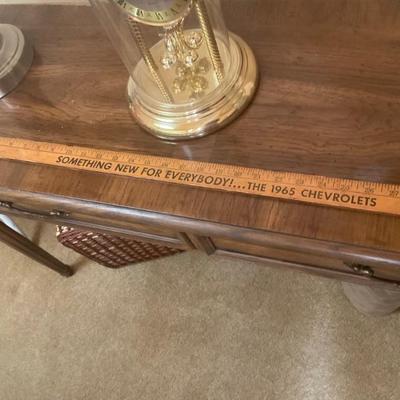 SOMETHING NEW FOR EVERYBODY!...THE 1965 CHEVROLETS